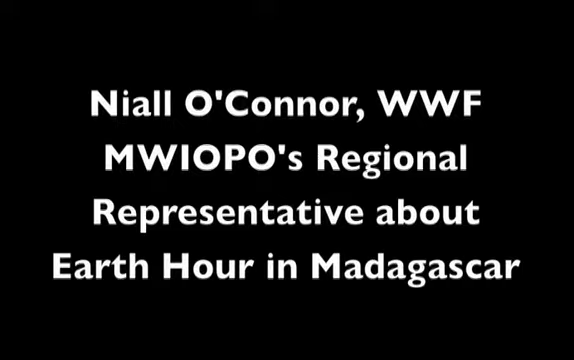 Niall O'Connor, WWF
MWIOPO's Regional
Representative about
Earth Hour in Madagascar